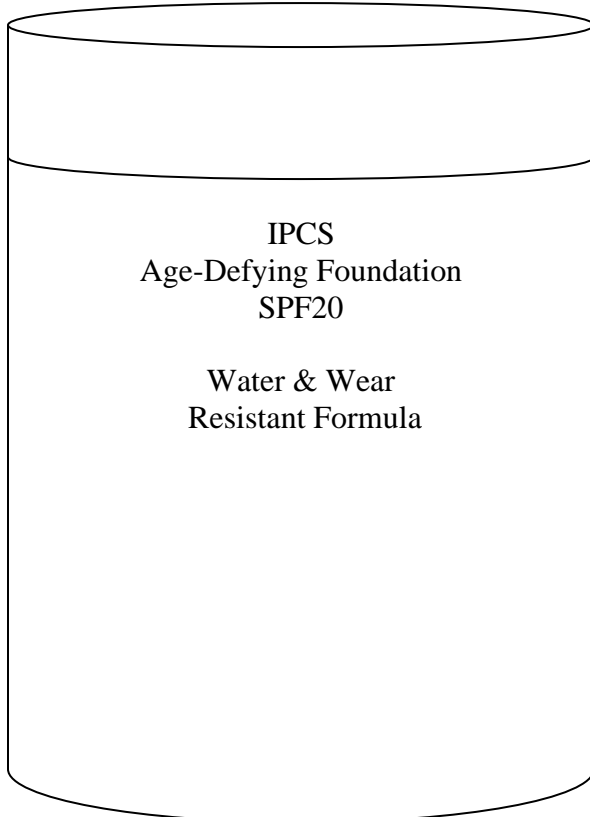 IPCS
Age-Defying Foundation
SPF20
Water & Wear
Resistant Formula